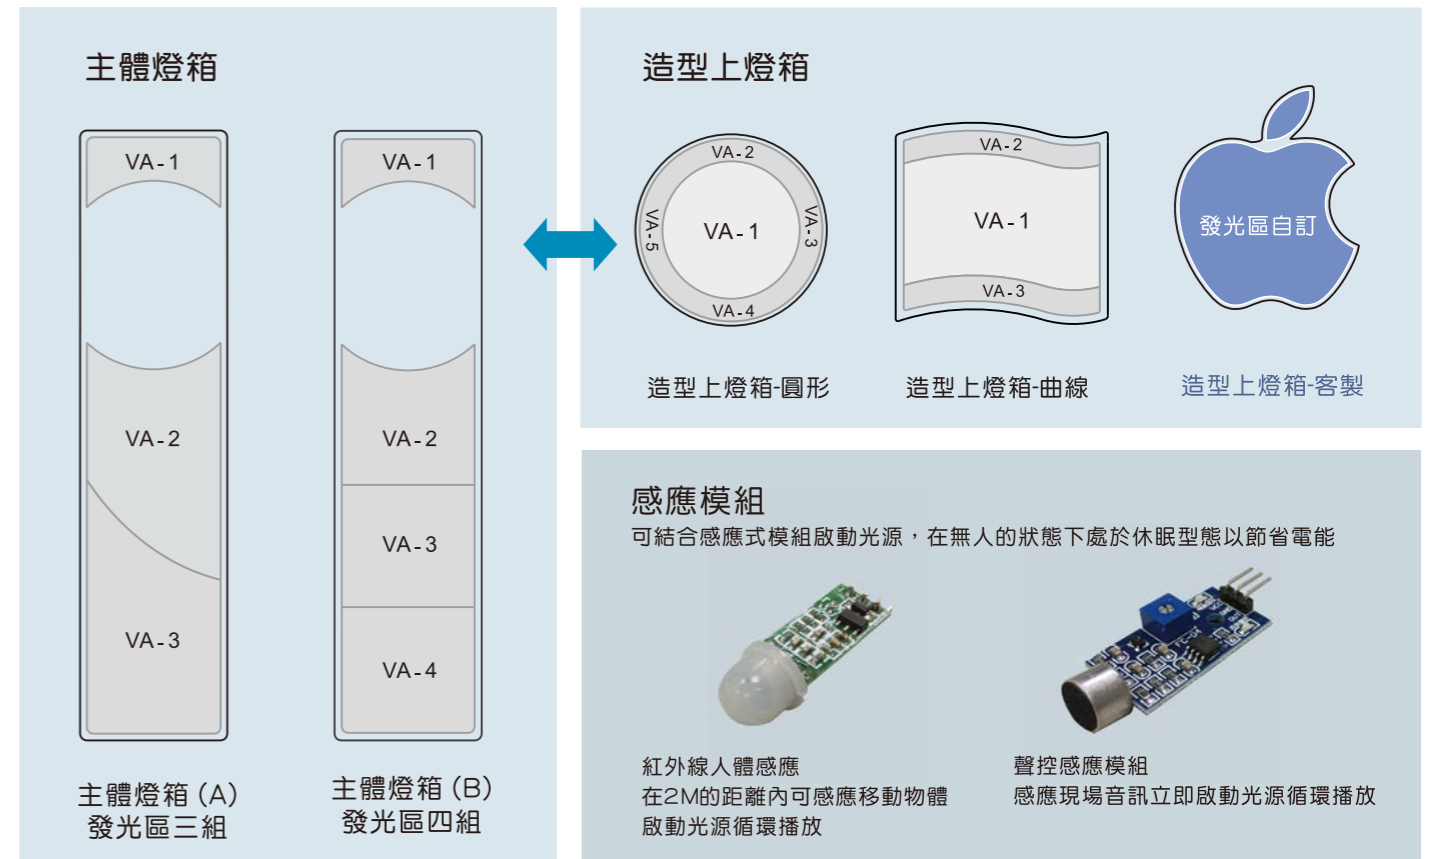 主體燈箱
VA-1
VA-2
VA-3
主體燈箱 (A)
發光區三組
VA-1
VA-2
VA-3
VA-4
主體燈箱 (B)
發光區四組
造型上燈箱
VA-2
VA-5
VA-1
VA-3
VA-4
造型上燈箱-圓形
VA-2
VA-1
VA-3
造型上燈箱-曲線
發光區自訂
造型上燈箱-客製
感應模組
可結合感應式模組啟動光源，在無人的狀態下處於休眠型態以節省電能
紅外線人體感應
在2M的距離內可感應移動物體
啟動光源循環播放
聲控感應模組
感應現場音訊立即啟動光源循環播放